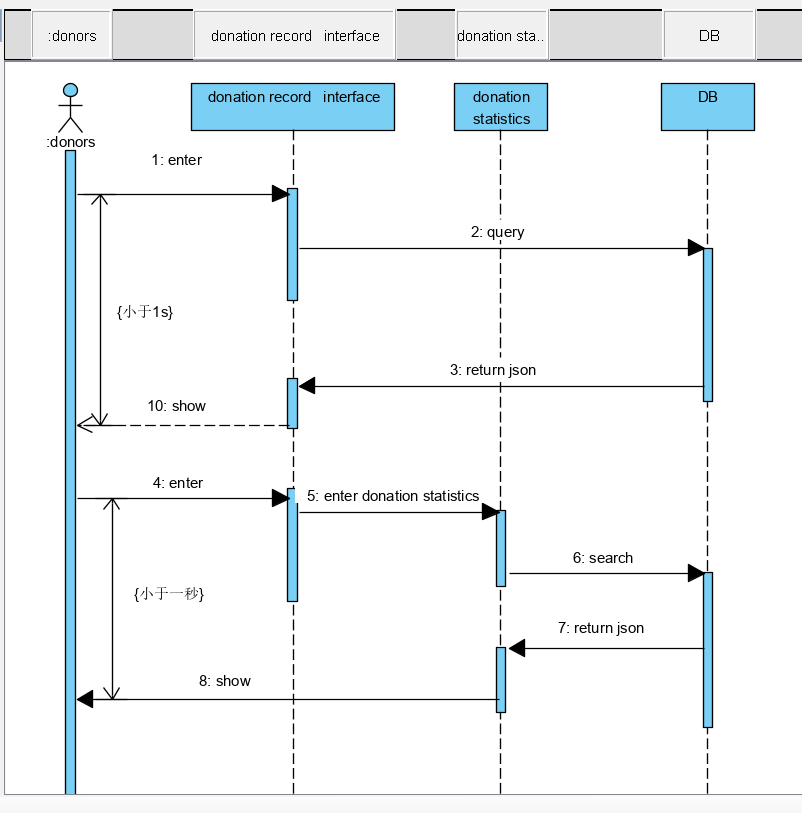 :donors
donation record interface
donation sta..
DB
donation record interface
donation
statistics
DB
:donors
1: enter
2: query
{小于1s}
3: return json
10: show
4: enter
5: enter donation statistics
6: search
{小于一秒}
7: return json
8: show